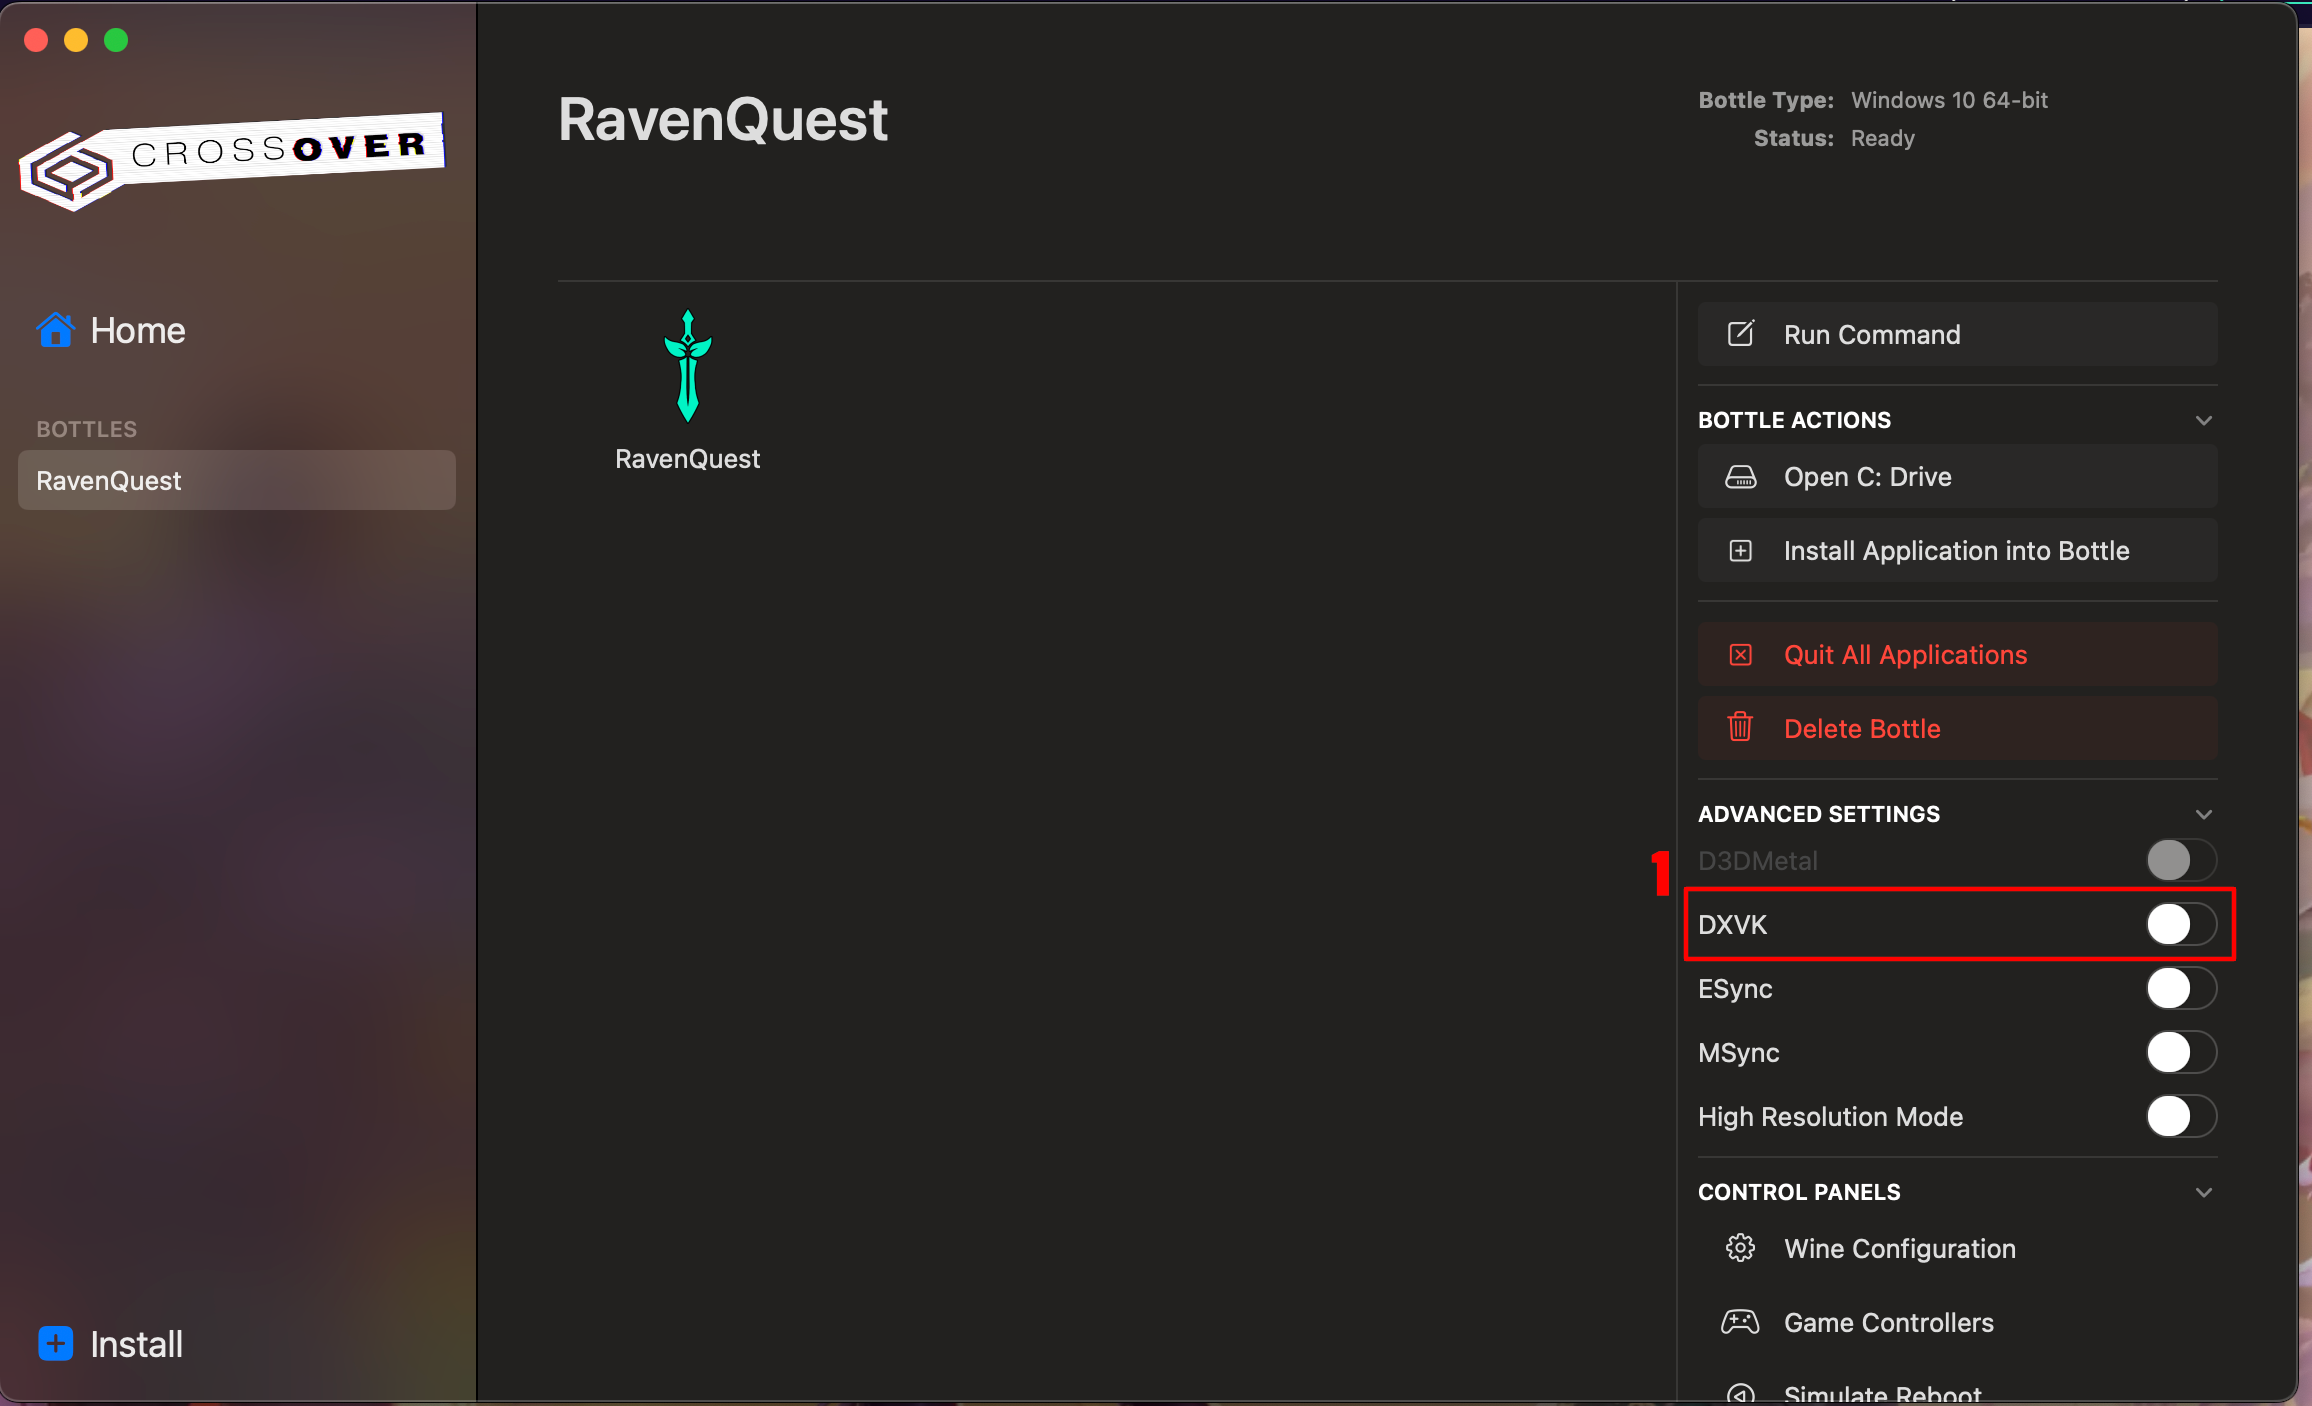 CROSSOVER
Home
BOTTLES
RavenQuest
Install
RavenQuest
Bottle Type: Windows 10 64-bit
Status: Ready
RavenQuest
Run Command
BOTTLE ACTIONS
Open C: Drive
Install Application into Bottle
Quit All Applications
Delete Bottle
ADVANCED SETTINGS
D3DMetal
1
DXVK
ESync
MSync
High Resolution Mode
CONTROL PANELS
Wine Configuration
Game Controllers
Simulate Reboot